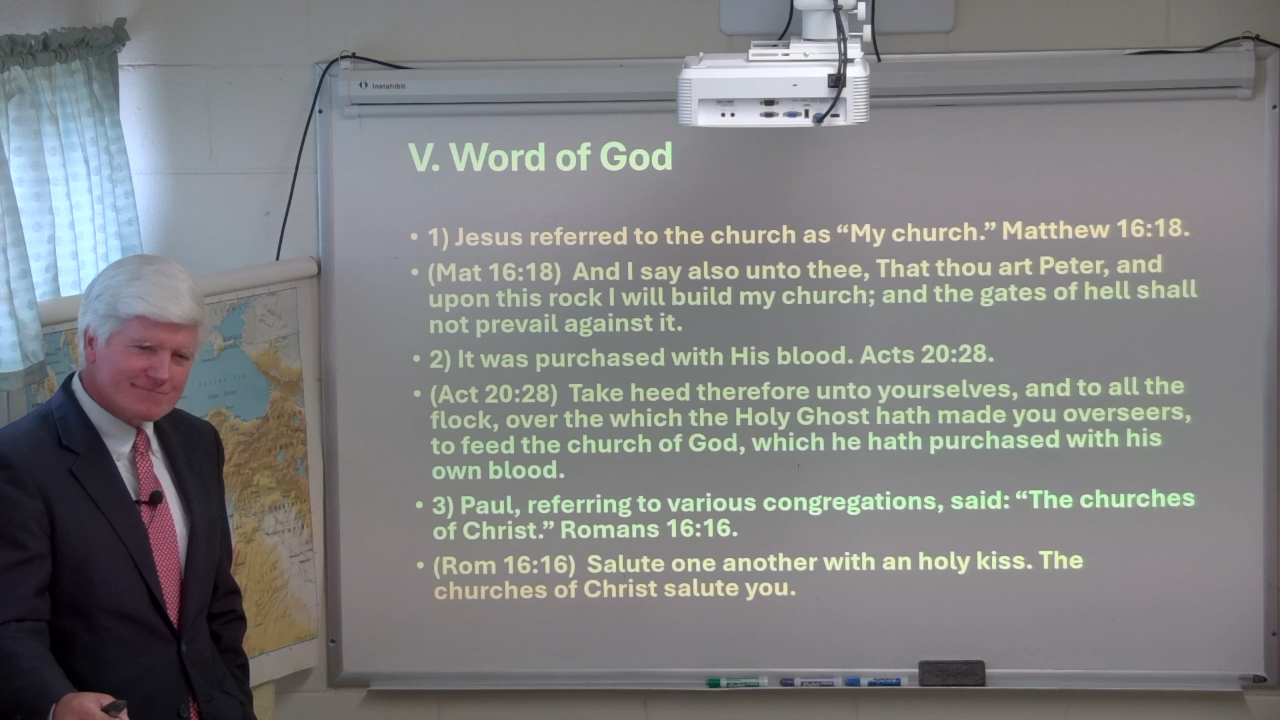 Instahibit
V. Word of God
• 1) Jesus referred to the church as “My church.” Matthew 16:18.
• (Mat 16:18)  And I say also unto thee, That thou art Peter, and
upon this rock I will build my church; and the gates of hell shall
not prevail against it.
• 2) It was purchased with His blood. Acts 20:28.
• (Act 20:28)  Take heed therefore unto yourselves, and to all the
flock, over the which the Holy Ghost hath made you overseers,
to feed the church of God, which he hath purchased with his
own blood.
• 3) Paul, referring to various congregations, said: “The churches
of Christ.” Romans 16:16.
• (Rom 16:16)  Salute one another with an holy kiss. The
churches of Christ salute you.